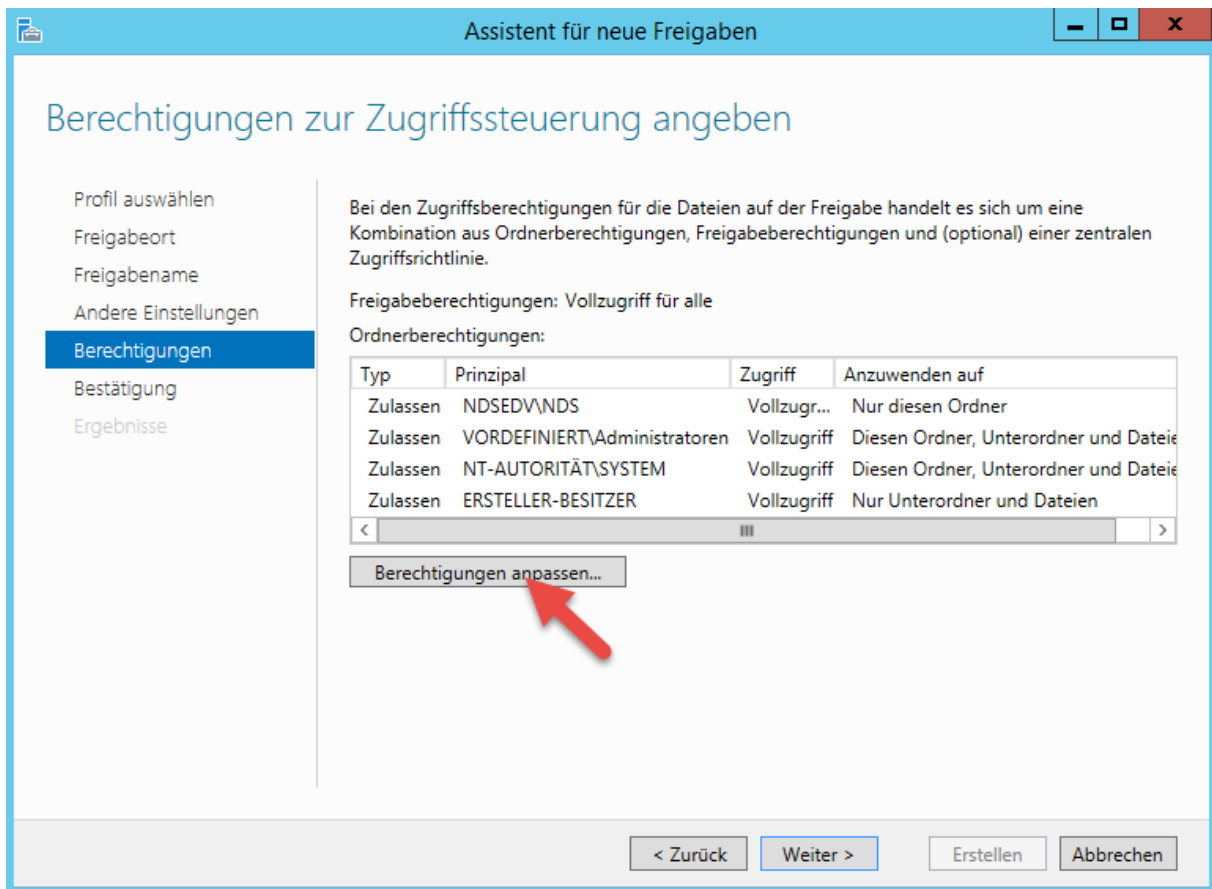 Assistent für neue Freigaben
Berechtigungen zur Zugriffssteuerung angeben
Profil auswählen
Freigabeort
Freigabename
Andere Einstellungen
Berechtigungen
Bestätigung
Ergebnisse
Bei den Zugriffsberechtigungen für die Dateien auf der Freigabe handelt es sich um eine
Kombination aus Ordnerberechtigungen, Freigabeberechtigungen und (optional) einer zentralen
Zugriffsrichtlinie.
Freigabeberechtigungen: Vollzugriff für alle
Ordnerberechtigungen:
Typ Prinzipal Zugriff Anzuwenden auf
Zulassen NDSEDV\NDS Vollzugr... Nur diesen Ordner
Zulassen VORDEFINIERT\Administratoren Vollzugriff Diesen Ordner, Unterordner und Dateie
Zulassen NT-AUTORITÄT\SYSTEM Vollzugriff Diesen Ordner, Unterordner und Dateie
Zulassen ERSTELLER-BESITZER Vollzugriff Nur Unterordner und Dateien
Berechtigungen anpassen...
< Zurück Weiter > Erstellen Abbrechen